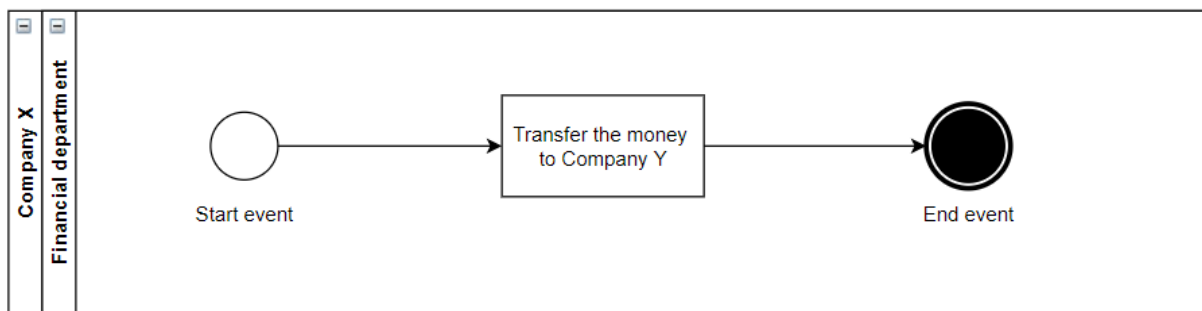 Company X
Financial department
Transfer the money
to Company Y
Start event
End event